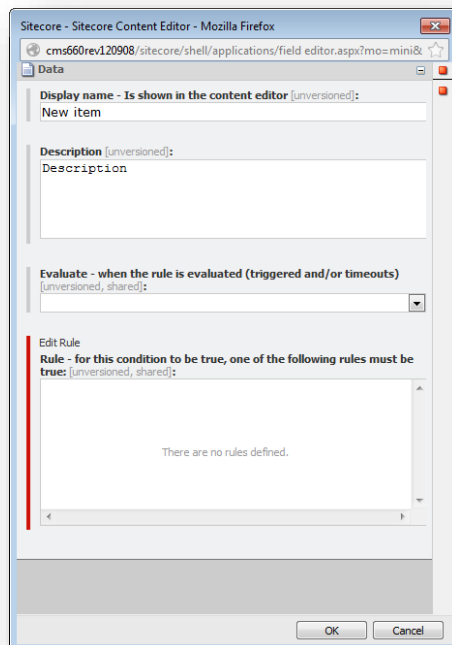 Sitecore - Sitecore Content Editor - Mozilla Firefox
cms660rev120908/sitecore/shell/applications/field editor.aspx?mo=mini&
Data
Display name - Is shown in the content editor [unversioned]:
New item
Description [unversioned]:
Description
Evaluate - when the rule is evaluated (triggered and/or timeouts)
[unversioned, shared]:
Edit Rule
Rule - for this condition to be true, one of the following rules must be
true: [unversioned, shared]:
There are no rules defined.
OK Cancel